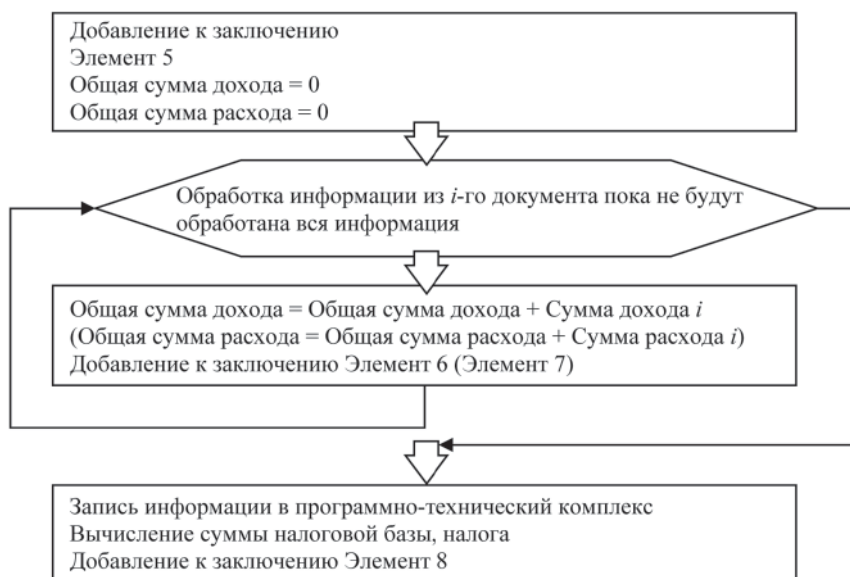 Добавление к заключению
Элемент 5
Общая сумма дохода = 0
Общая сумма расхода = 0
Обработка информации из i-го документа пока не будут
обработана вся информация
Общая сумма дохода = Общая сумма дохода + Сумма дохода i
(Общая сумма расхода = Общая сумма расхода + Сумма расхода i)
Добавление к заключению Элемент 6 (Элемент 7)
Запись информации в программно-технический комплекс
Вычисление суммы налоговой базы, налога
Добавление к заключению Элемент 8